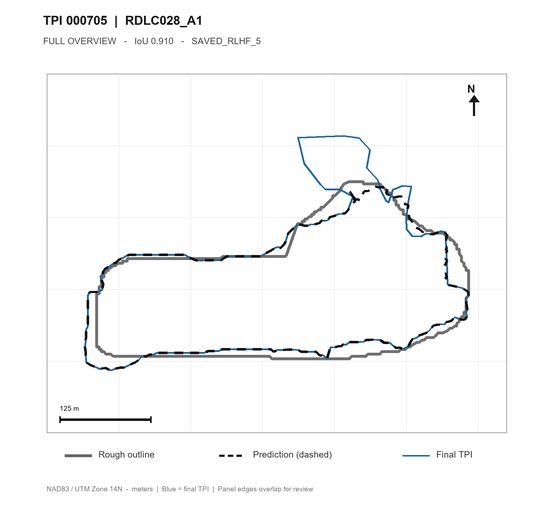 TPI 000705 | RDLC028_A1
FULL OVERVIEW - IoU 0.910 - SAVED_RLHF_5
N
125 m
Rough outline Prediction (dashed) Final TPI
NAD83 / UTM Zone 14N - meters | Blue = final TPI | Panel edges overlap for review